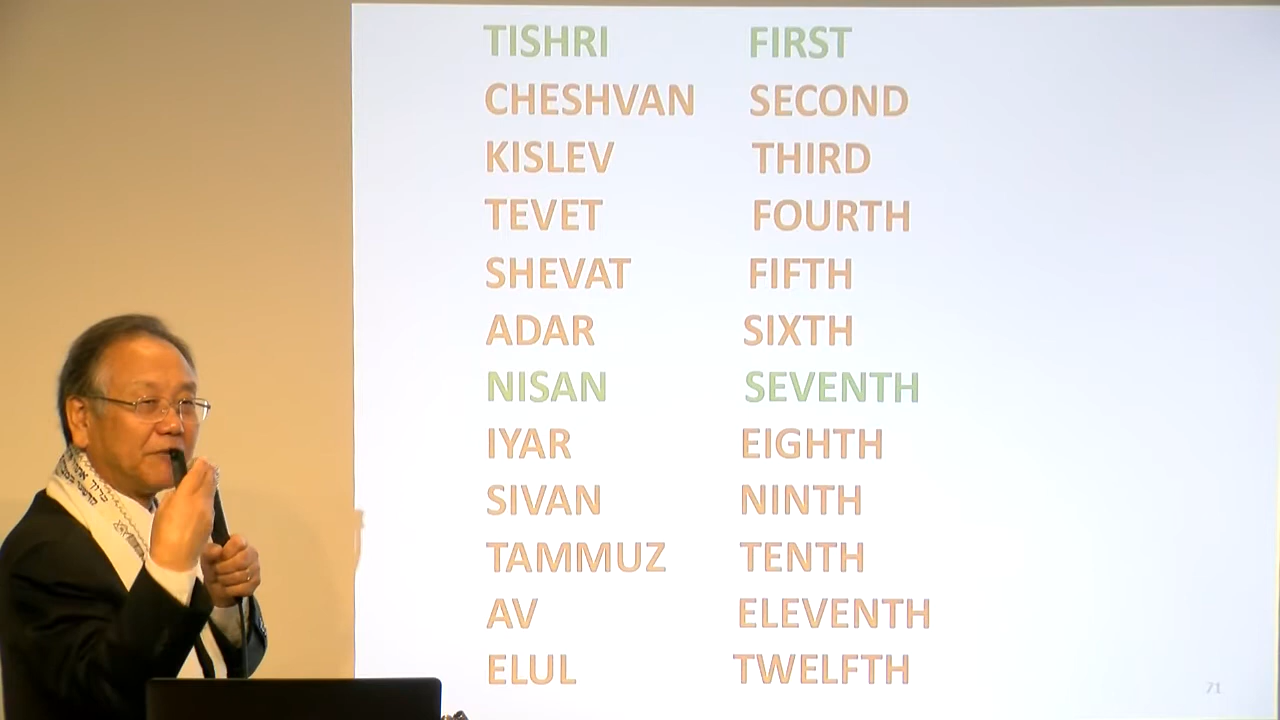 TISHRI FIRST
CHESHVAN SECOND
KISLEV THIRD
TEVET FOURTH
SHEVAT FIFTH
ADAR SIXTH
NISAN SEVENTH
IYAR EIGHTH
SIVAN NINTH
TAMMUZ TENTH
AV ELEVENTH
ELUL TWELFTH
71